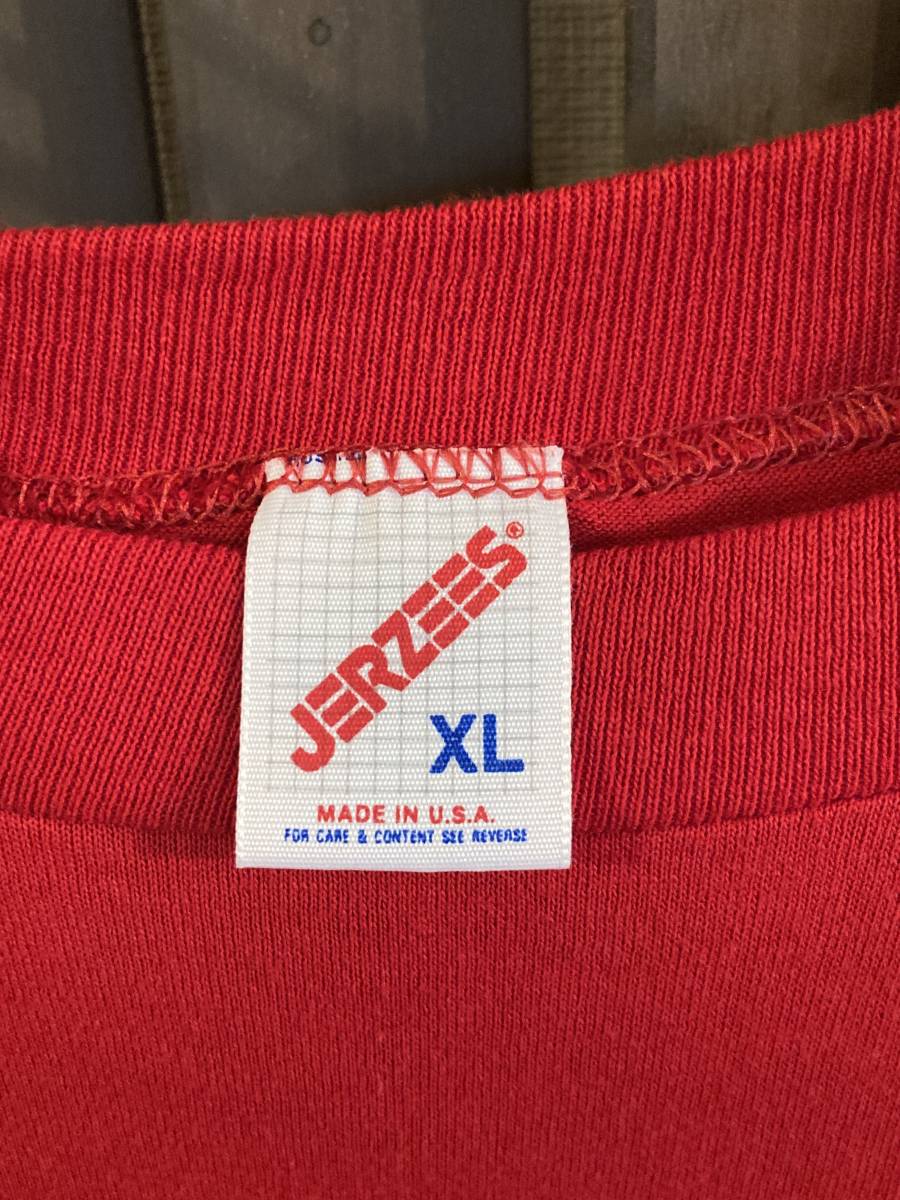 JERZEES®
XL
MADE IN U.S.A.
FOR CARE & CONTENT SEE REVERSE